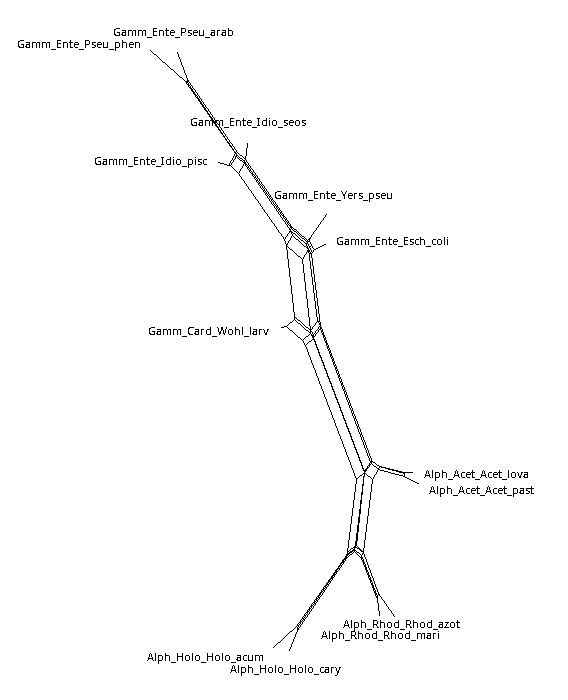 Gamm_Ente_Pseu_arab
Gamm_Ente_Pseu_phen
Gamm_Ente_Idio_seos
Gamm_Ente_Idio_pisc
Gamm_Ente_Yers_pseu
Gamm_Ente_Esch_coli
Gamm_Card_Wohl_larv
Alph_Acet_Acet_lova
Alph_Acet_Acet_past
Alph_Rhod_Rhod_azot
Alph_Rhod_Rhod_mari
Alph_Holo_Holo_acum
Alph_Holo_Holo_cary